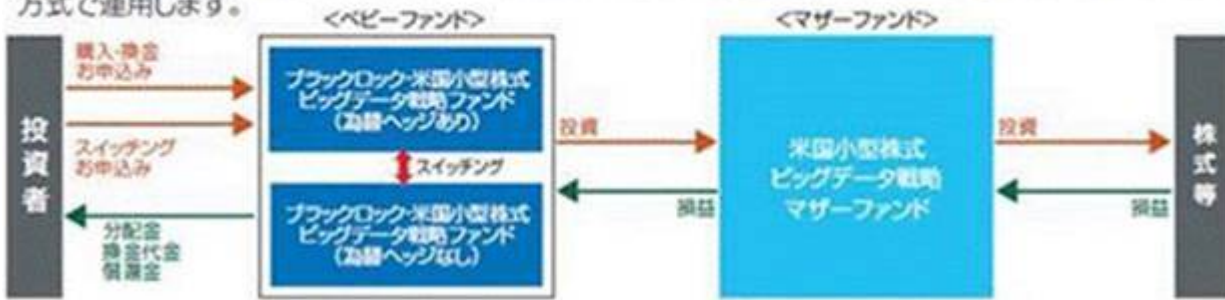 方式で運用します。
<ベビーファンド>
<マザーファンド>
投資者
購入・換金
お申込み
スイッチング
お申込み
分配金
換金代金
償還金
ブラックロック・米国小型株式
ビッグデータ戦略ファンド
(為替ヘッジあり)
スイッチング
ブラックロック・米国小型株式
ビッグデータ戦略ファンド
(為替ヘッジなし)
投資
損益
米国小型株式
ビッグデータ戦略
マザーファンド
投資
損益
株式等